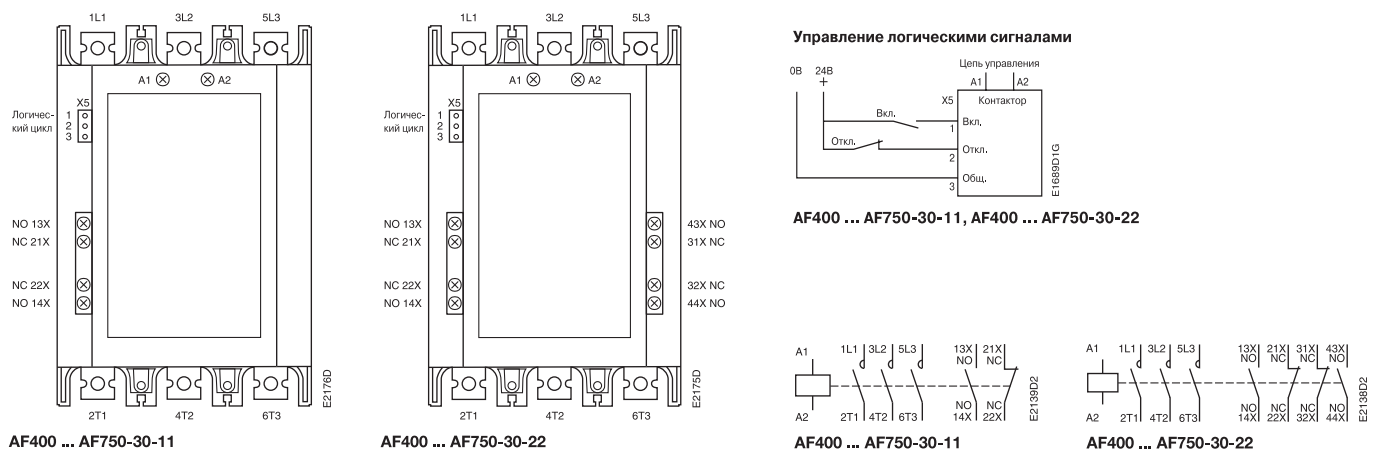 1L1 3L2 5L3
A1 A2
X5
Логичес-
кий цикл
1
2
3
NO 13X
NC 21X
NC 22X
NO 14X
2T1 4T2 6T3
E2176D
AF400 ... AF750-30-11
1L1 3L2 5L3
A1 A2
X5
Логичес-
кий цикл
1
2
3
NO 13X
NC 21X
NC 22X
NO 14X
43X NO
31X NC
32X NC
44X NO
2T1 4T2 6T3
E2175D
AF400 ... AF750-30-22
Управление логическими сигналами
0В 24В
+
Цепь управления
A1 A2
X5 Контактор
Вкл. 1 Вкл.
Откл. 2 Откл.
3 Общ.
E1689D1G
AF400 ... AF750-30-11, AF400 ... AF750-30-22
A1 1L1 3L2 5L3 13X 21X
NO NC
NO NC
A2 2T1 4T2 6T3 14X 22X
E2139D2
AF400 ... AF750-30-11
A1 1L1 3L2 5L3 13X 21X 31X 43X
NO NC NC NO
NO NC NC NO
A2 2T1 4T2 6T3 14X 22X 32X 44X
E2138D2
AF400 ... AF750-30-22